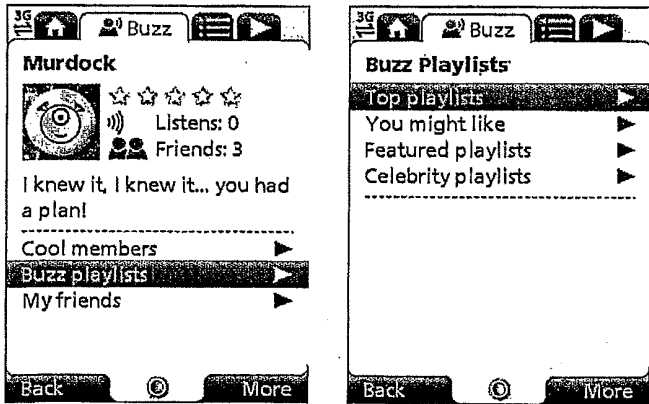 3G
Buzz
Murdock
Listens: 0
Friends: 3
I knew it, I knew it... you had
a plan!
Cool members
Buzz playlists
My friends
Back
More
3G
Buzz
Buzz Playlists
Top playlists
You might like
Featured playlists
Celebrity playlists
Back
More